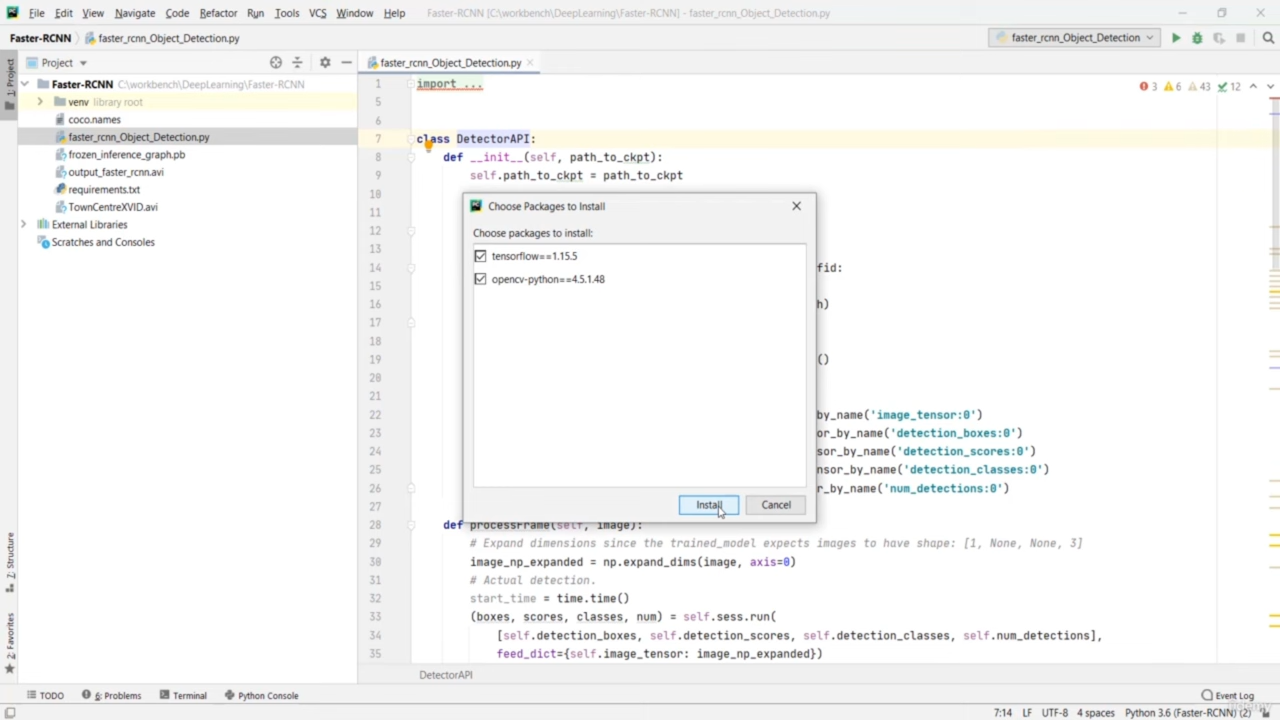 File Edit View Navigate Code Refactor Run Tools VCS Window Help Faster-RCNN [C:\workbench\DeepLearning\Faster-RCNN] - faster_rcnn_Object_Detection.py
Faster-RCNN faster_rcnn_Object_Detection.py faster_rcnn_Object_Detection
Project faster_rcnn_Object_Detection.py
1: Project
Faster-RCNN C:\workbench\DeepLearning\Faster-RCNN
venv library root
coco.names
faster_rcnn_Object_Detection.py
frozen_inference_graph.pb
output_faster_rcnn.avi
requirements.txt
TownCentreXVID.avi
External Libraries
Scratches and Consoles
7: Structure
2: Favorites
3 6 43 12
1 import ...
5
6
7 class DetectorAPI:
8 def __init__(self, path_to_ckpt):
9 self.path_to_ckpt = path_to_ckpt
10
11
12
13
14 fid:
15
16 h)
17
18
19 ()
20
21
22 by_name('image_tensor:0')
23 or_by_name('detection_boxes:0')
24 sor_by_name('detection_scores:0')
25 nsor_by_name('detection_classes:0')
26 r_by_name('num_detections:0')
27
28 def processFrame(self, image):
29 # Expand dimensions since the trained_model expects images to have shape: [1, None, None, 3]
30 image_np_expanded = np.expand_dims(image, axis=0)
31 # Actual detection.
32 start_time = time.time()
33 (boxes, scores, classes, num) = self.sess.run(
34 [self.detection_boxes, self.detection_scores, self.detection_classes, self.num_detections],
35 feed_dict={self.image_tensor: image_np_expanded})
Choose Packages to Install
Choose packages to install:
tensorflow==1.15.5
opencv-python==4.5.1.48
Install Cancel
DetectorAPI
TODO 6: Problems Terminal Python Console Event Log
7:14 LF UTF-8 4 spaces Python 3.6 (Faster-RCNN) (2)